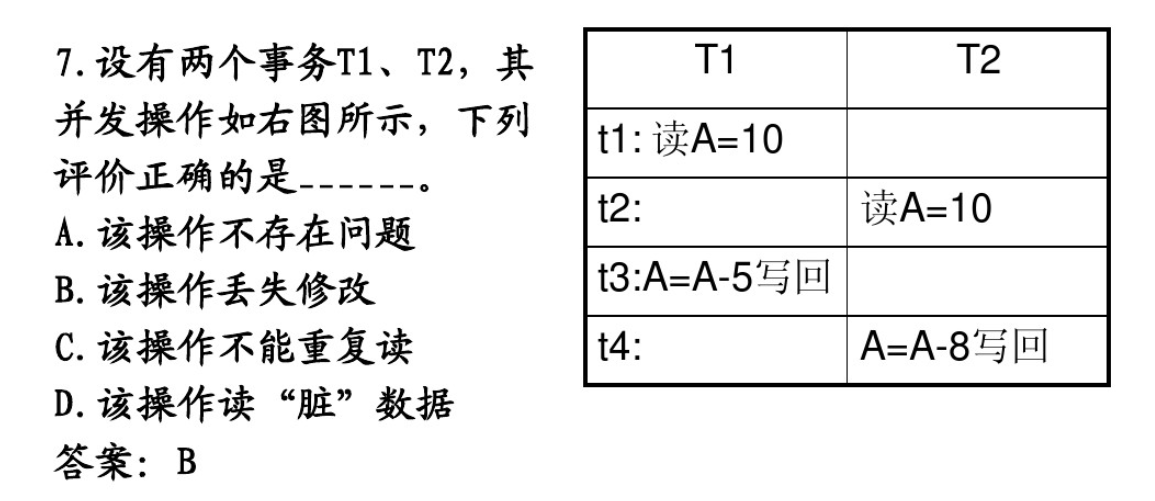 7.设有两个事务T1、T2，其
并发操作如右图所示，下列
评价正确的是______。
A.该操作不存在问题
B.该操作丢失修改
C.该操作不能重复读
D.该操作读“脏”数据
答案：B
T1 T2
t1: 读A=10
t2: 读A=10
t3:A=A-5写回
t4: A=A-8写回